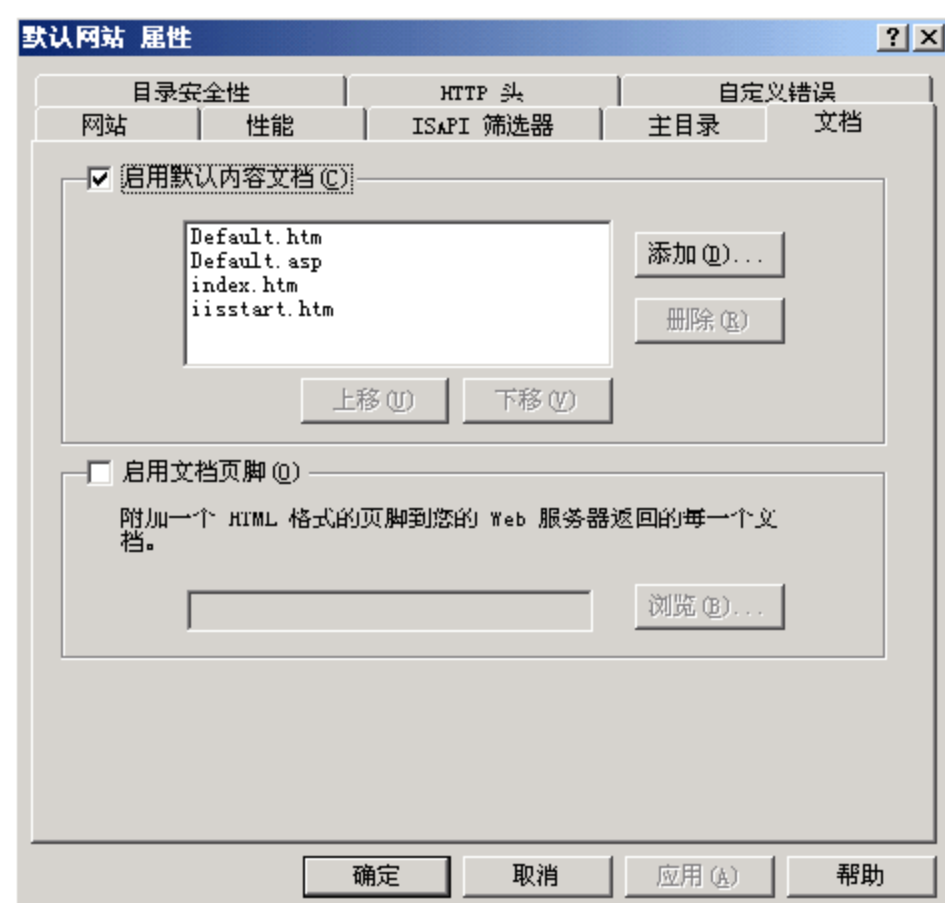 默认网站 属性
目录安全性 HTTP 头 自定义错误
网站 性能 ISAPI 筛选器 主目录 文档
启用默认内容文档(C)
Default.htm
Default.asp
index.htm
iisstart.htm
添加(D)...
删除(R)
上移(U) 下移(V)
启用文档页脚(O)
附加一个 HTML 格式的页脚到您的 Web 服务器返回的每一个文
档。
浏览(B)...
确定 取消 应用(A) 帮助